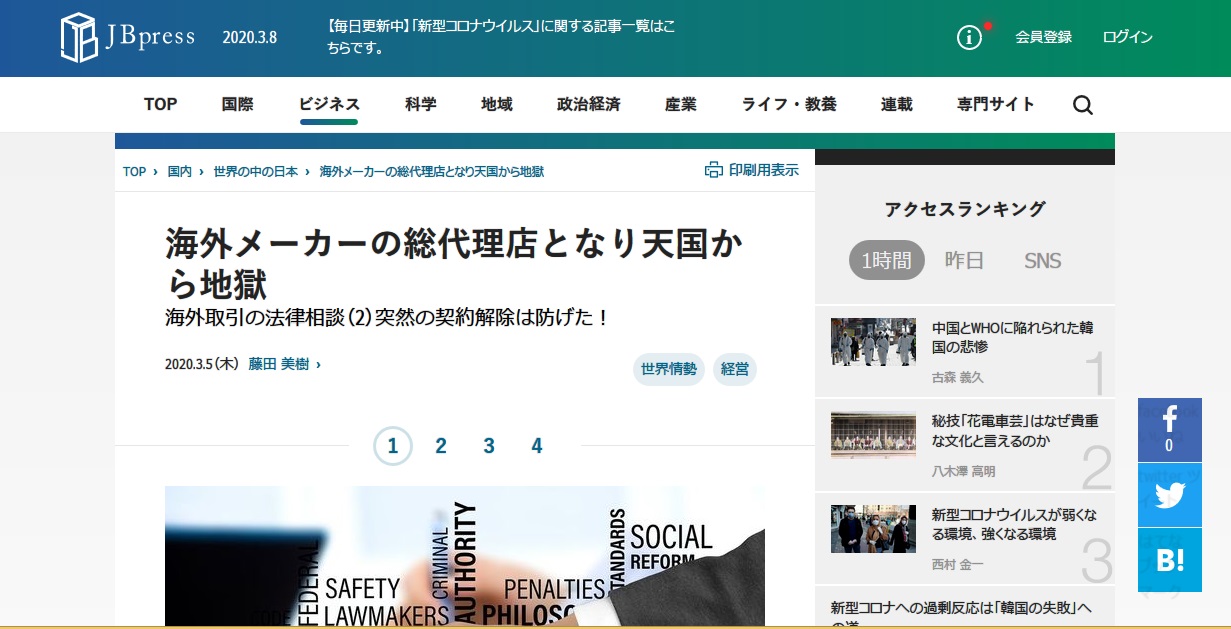 JBpress
2020.3.8
【毎日更新中】「新型コロナウイルス」に関する記事一覧はこ
ちらです。
会員登録
ログイン
TOP
国際
ビジネス
科学
地域
政治経済
産業
ライフ・教養
連載
専門サイト
TOP › 国内 › 世界の中の日本 › 海外メーカーの総代理店となり天国から地獄
印刷用表示
海外メーカーの総代理店となり天国か
ら地獄
海外取引の法律相談（2）突然の契約解除は防げた！
2020.3.5（木） 藤田 美樹 ›
世界情勢
経営
1 2 3 4
FEDERAL
CODE
SAFETY
LAWMAKERS
CRIMINAL
AUTHORITY
PENALTIES
PHILOSO
TANDARDS
SOCIAL
REFORM
アクセスランキング
1時間
昨日
SNS
中国とWHOに陥れられた韓
国の悲惨
古森 義久
1
秘技「花電車芸」はなぜ貴重
な文化と言えるのか
八木澤 高明
2
新型コロナウイルスが弱くな
る環境、強くなる環境
西村 金一
3
新型コロナへの過剰反応は「韓国の失敗」へ
の道
0
B!